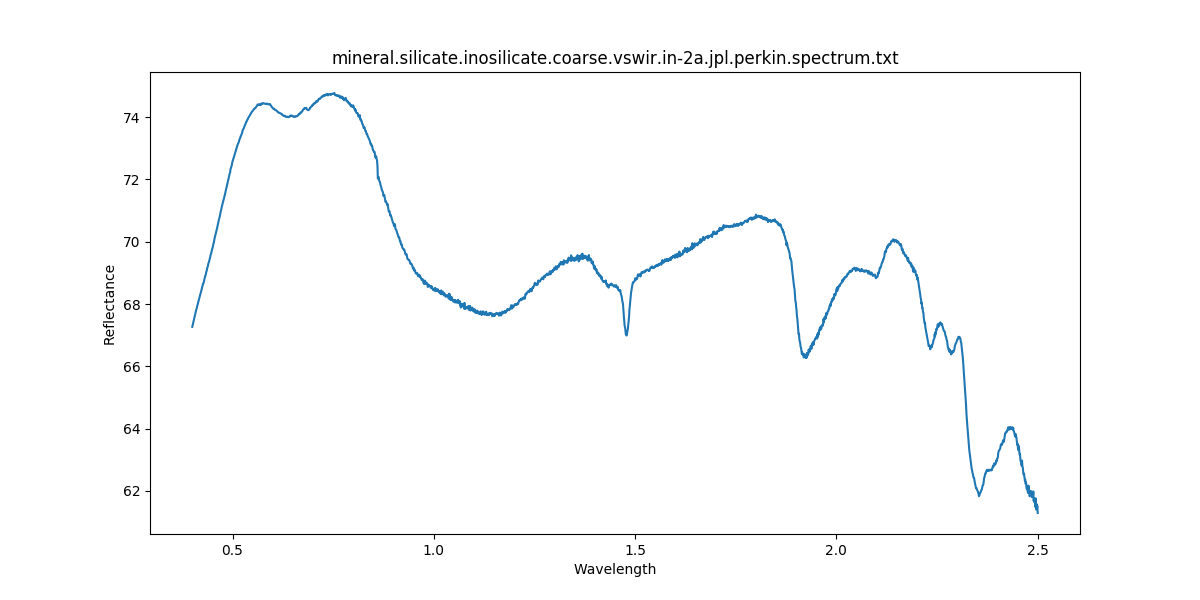 mineral.silicate.inosilicate.coarse.vswir.in-2a.jpl.perkin.spectrum.txt
74
72
70
68
66
64
62
Reflectance
0.5 1.0 1.5 2.0 2.5
Wavelength